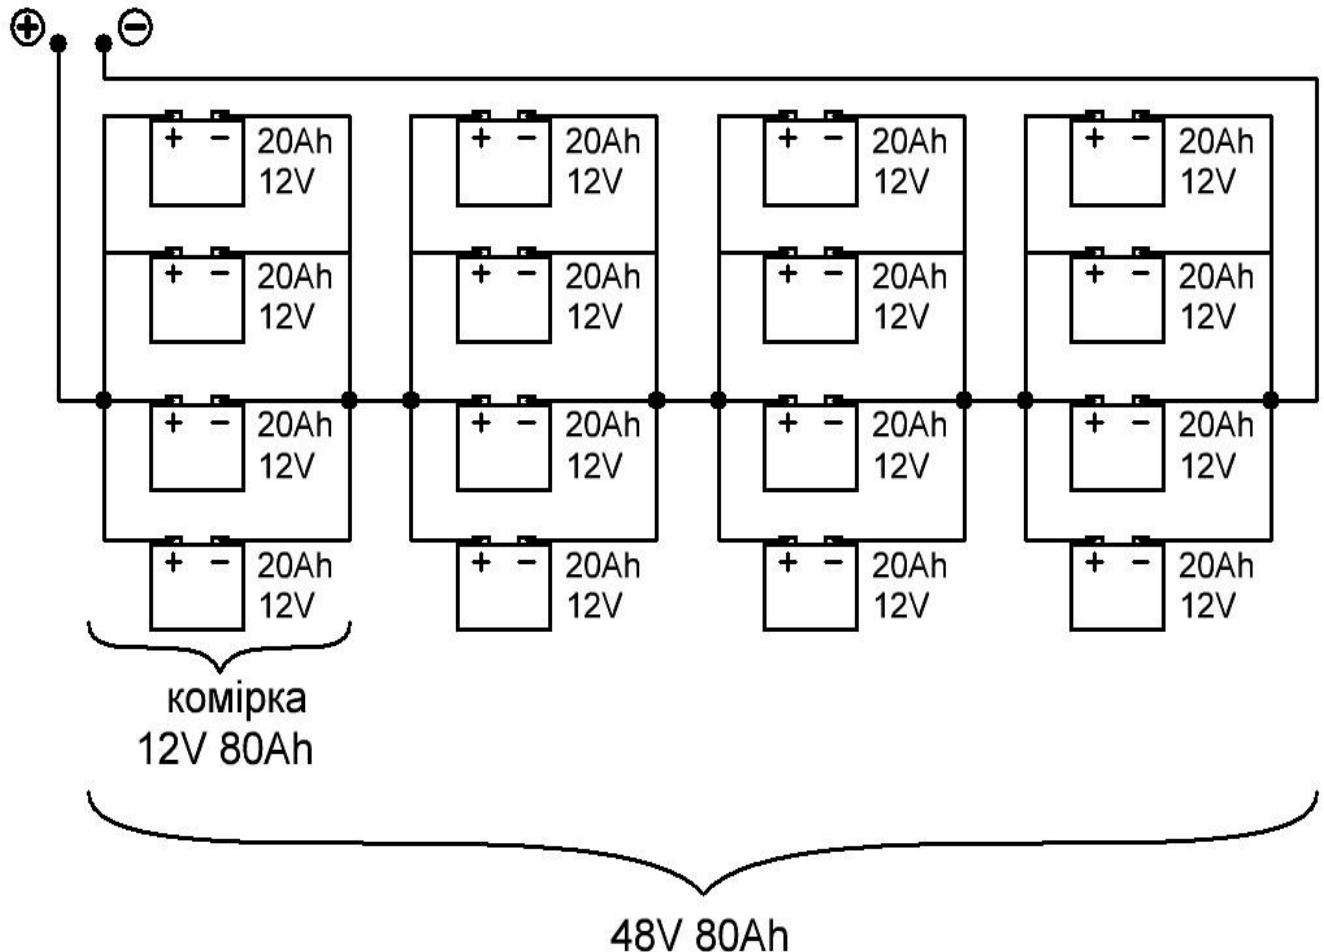 + −
+ − 20Ah + − 20Ah + − 20Ah + − 20Ah
12V 12V 12V 12V
+ − 20Ah + − 20Ah + − 20Ah + − 20Ah
12V 12V 12V 12V
+ − 20Ah + − 20Ah + − 20Ah + − 20Ah
12V 12V 12V 12V
+ − 20Ah + − 20Ah + − 20Ah + − 20Ah
12V 12V 12V 12V
комірка
12V 80Ah
48V 80Ah